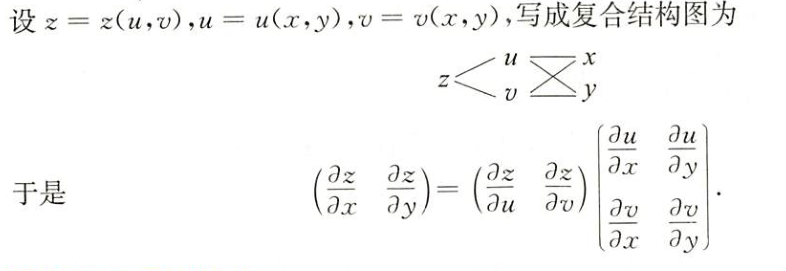 设 z = z(u,v),u = u(x,y),v = v(x,y),写成复合结构图为
z u x
v y
于是 (∂z/∂x ∂z/∂y) = (∂z/∂u ∂z/∂v) (∂u/∂x ∂u/∂y
∂v/∂x ∂v/∂y).